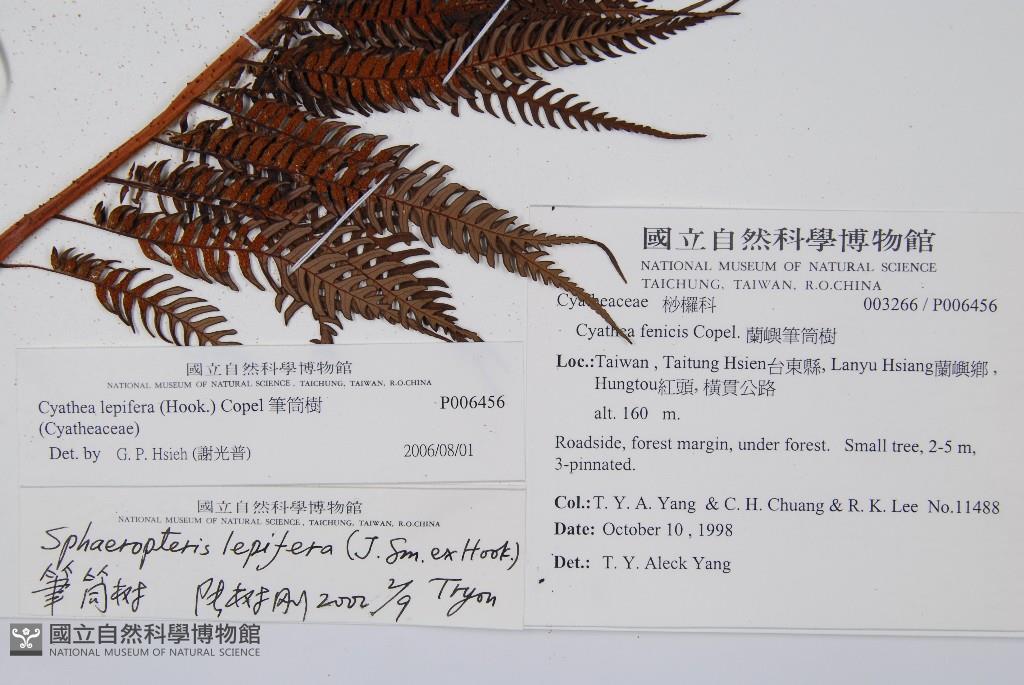 國立自然科學博物館
NATIONAL MUSEUM OF NATURAL SCIENCE
TAICHUNG, TAIWAN, R.O.CHINA
Cyatheaceae 桫欏科 003266 / P006456
Cyathea fenicis Copel. 蘭嶼筆筒樹
Loc.:Taiwan , Taitung Hsien台東縣, Lanyu Hsiang蘭嶼鄉 ,
Hungtou紅頭, 橫貫公路
alt. 160 m.
Roadside, forest margin, under forest. Small tree, 2-5 m,
3-pinnated.
Col.:T. Y. A. Yang & C. H. Chuang & R. K. Lee No.11488
Date: October 10 , 1998
Det.: T. Y. Aleck Yang
國立自然科學博物館
NATIONAL MUSEUM OF NATURAL SCIENCE , TAICHUNG, TAIWAN, R.O.CHINA
Cyathea lepifera (Hook.) Copel 筆筒樹 P006456
(Cyatheaceae)
Det. by G. P. Hsieh (謝光普) 2006/08/01
國立自然科學博物館
NATIONAL MUSEUM OF NATURAL SCIENCE , TAICHUNG, TAIWAN, R.O.CHINA
Sphaeropteris lepifera (J. Sm. ex Hook.)
筆筒树 2002 2/9 Tryon
國立自然科學博物館
NATIONAL MUSEUM OF NATURAL SCIENCE